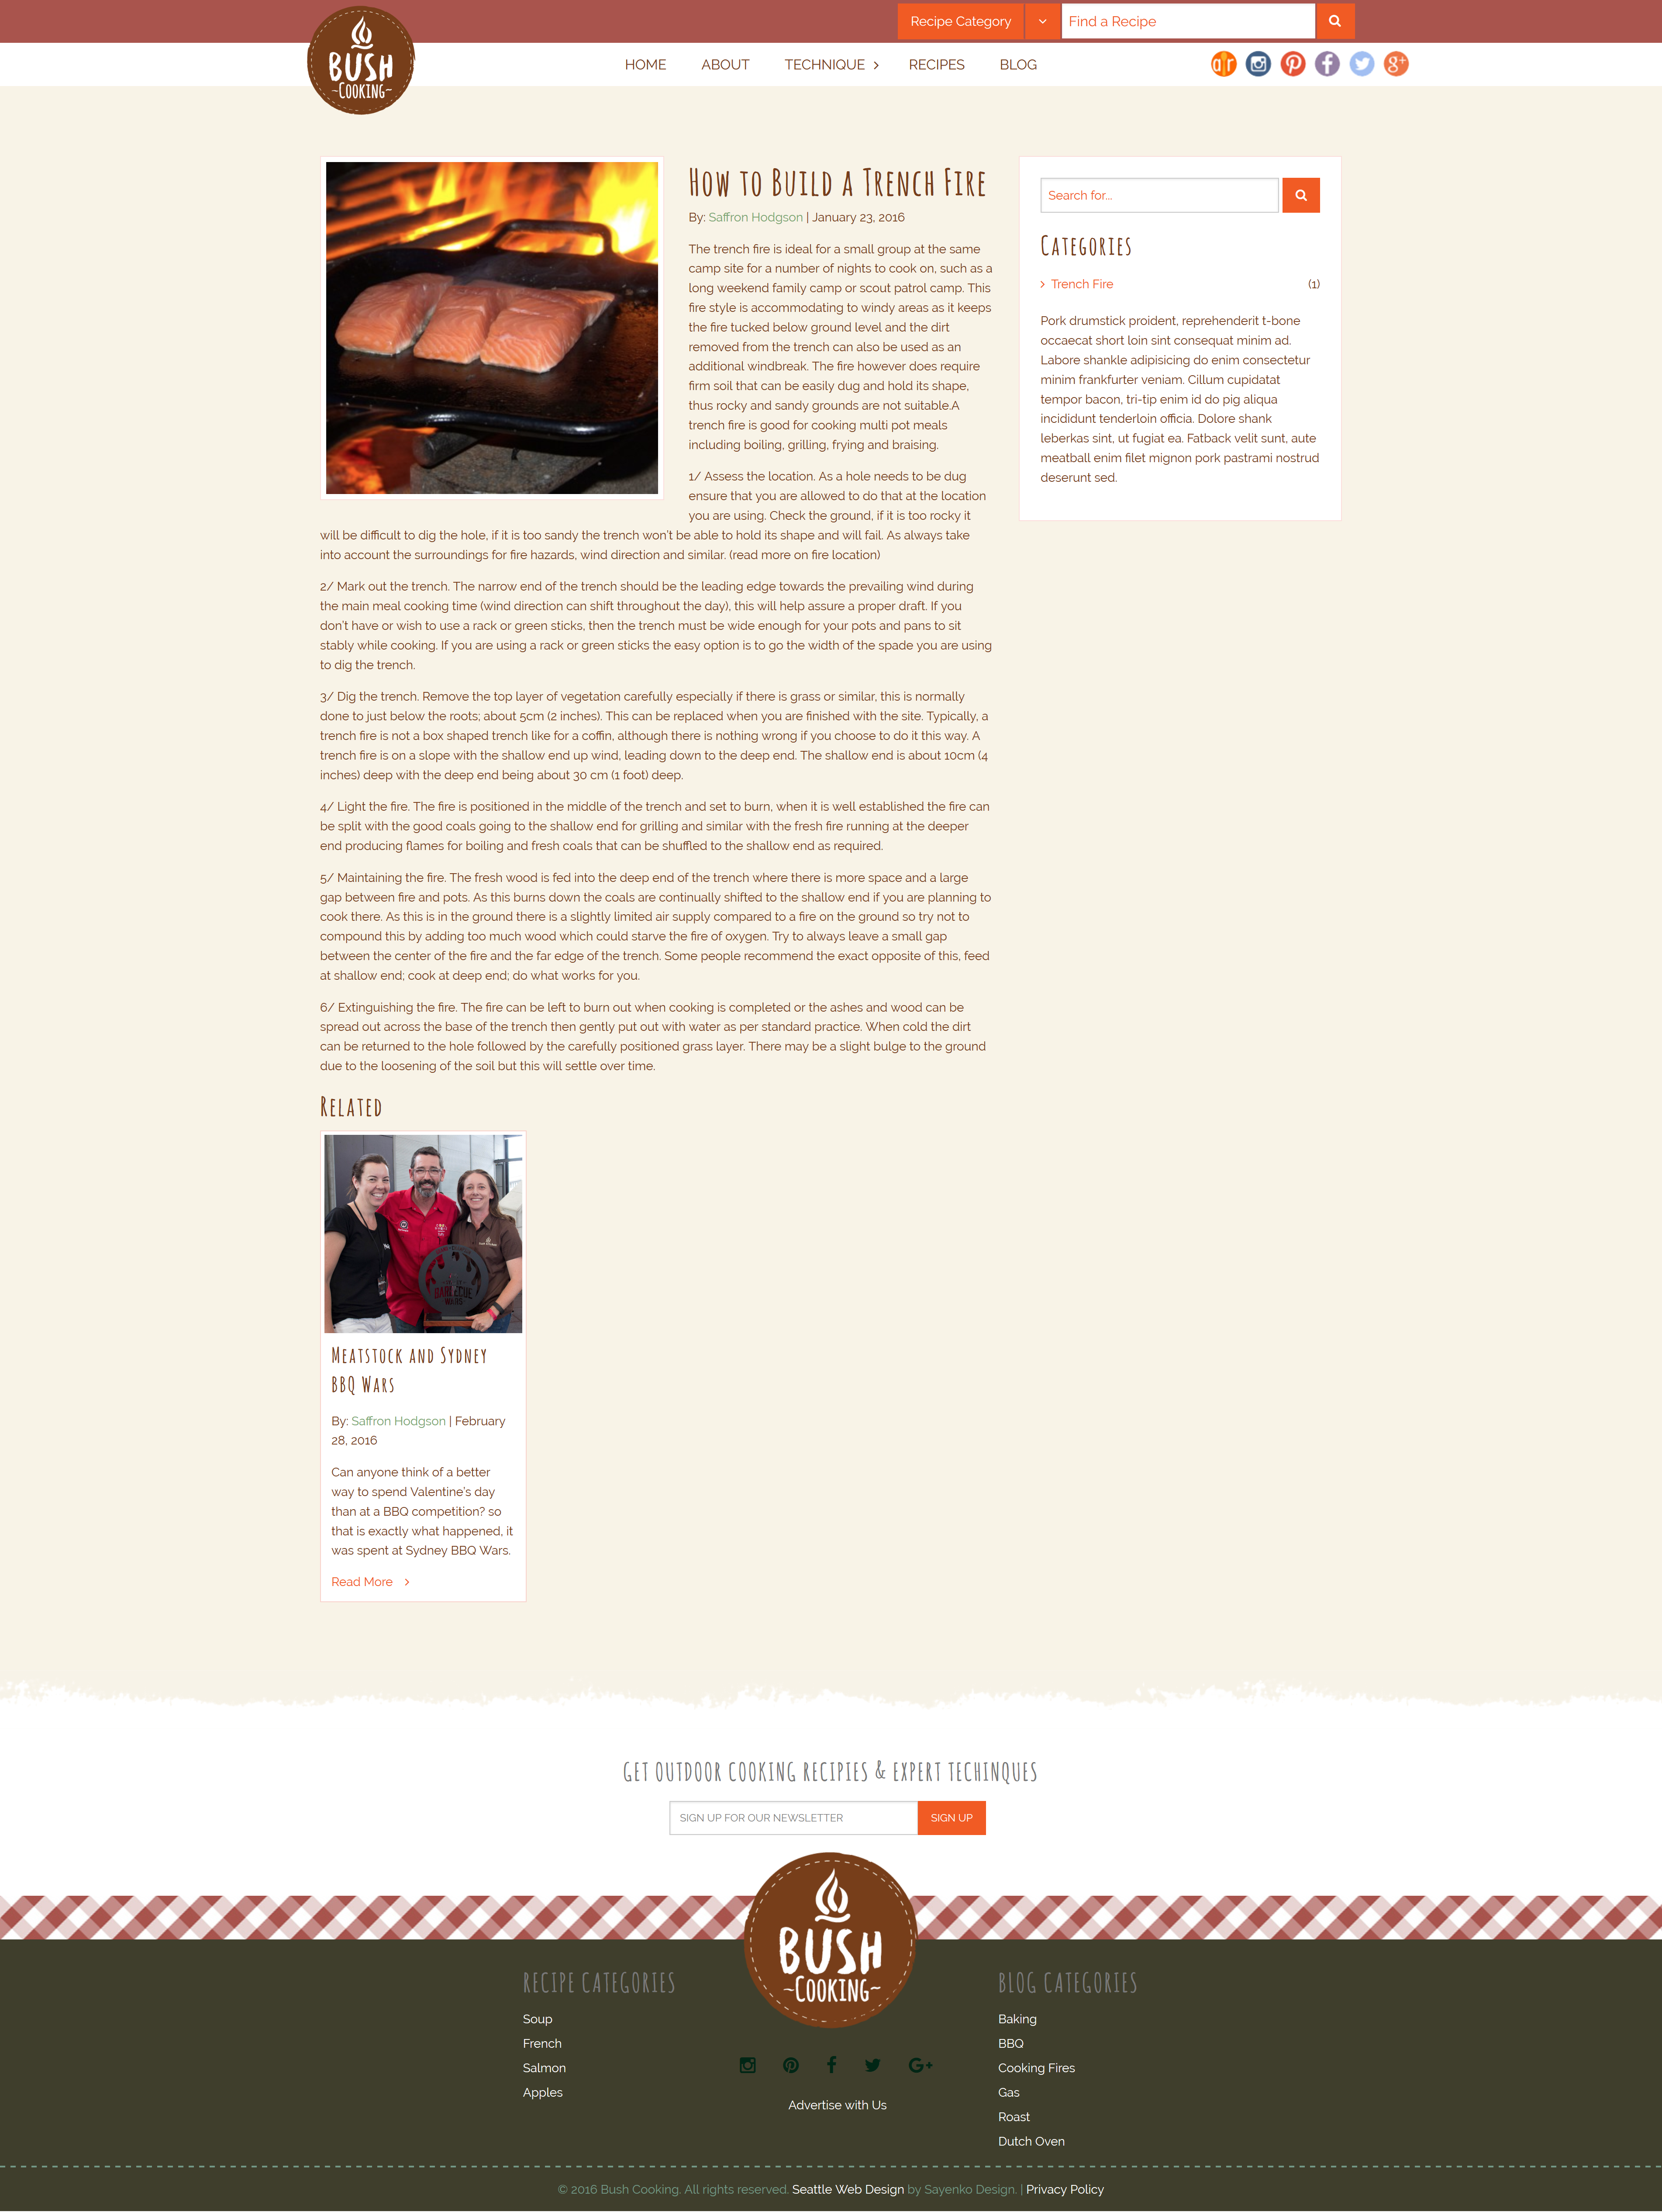 Recipe Category
Find a Recipe
BUSH
~COOKING~
HOME
ABOUT
TECHNIQUE
RECIPES
BLOG
HOW TO BUILD A TRENCH FIRE
By: Saffron Hodgson | January 23, 2016
The trench fire is ideal for a small group at the same
camp site for a number of nights to cook on, such as a
long weekend family camp or scout patrol camp. This
fire style is accommodating to windy areas as it keeps
the fire tucked below ground level and the dirt
removed from the trench can also be used as an
additional windbreak. The fire however does require
firm soil that can be easily dug and hold its shape,
thus rocky and sandy grounds are not suitable.A
trench fire is good for cooking multi pot meals
including boiling, grilling, frying and braising.
1/ Assess the location. As a hole needs to be dug
ensure that you are allowed to do that at the location
you are using. Check the ground, if it is too rocky it
will be difficult to dig the hole, if it is too sandy the trench won't be able to hold its shape and will fail. As always take
into account the surroundings for fire hazards, wind direction and similar. (read more on fire location)
2/ Mark out the trench. The narrow end of the trench should be the leading edge towards the prevailing wind during
the main meal cooking time (wind direction can shift throughout the day), this will help assure a proper draft. If you
don't have or wish to use a rack or green sticks, then the trench must be wide enough for your pots and pans to sit
stably while cooking. If you are using a rack or green sticks the easy option is to go the width of the spade you are using
to dig the trench.
3/ Dig the trench. Remove the top layer of vegetation carefully especially if there is grass or similar, this is normally
done to just below the roots; about 5cm (2 inches). This can be replaced when you are finished with the site. Typically, a
trench fire is not a box shaped trench like for a coffin, although there is nothing wrong if you choose to do it this way. A
trench fire is on a slope with the shallow end up wind, leading down to the deep end. The shallow end is about 10cm (4
inches) deep with the deep end being about 30 cm (1 foot) deep.
4/ Light the fire. The fire is positioned in the middle of the trench and set to burn, when it is well established the fire can
be split with the good coals going to the shallow end for grilling and similar with the fresh fire running at the deeper
end producing flames for boiling and fresh coals that can be shuffled to the shallow end as required.
5/ Maintaining the fire. The fresh wood is fed into the deep end of the trench where there is more space and a large
gap between fire and pots. As this burns down the coals are continually shifted to the shallow end if you are planning to
cook there. As this is in the ground there is a slightly limited air supply compared to a fire on the ground so try not to
compound this by adding too much wood which could starve the fire of oxygen. Try to always leave a small gap
between the center of the fire and the far edge of the trench. Some people recommend the exact opposite of this, feed
at shallow end; cook at deep end; do what works for you.
6/ Extinguishing the fire. The fire can be left to burn out when cooking is completed or the ashes and wood can be
spread out across the base of the trench then gently put out with water as per standard practice. When cold the dirt
can be returned to the hole followed by the carefully positioned grass layer. There may be a slight bulge to the ground
due to the loosening of the soil but this will settle over time.
Search for...
CATEGORIES
Trench Fire (1)
Pork drumstick proident, reprehenderit t-bone
occaecat short loin sint consequat minim ad.
Labore shankle adipisicing do enim consectetur
minim frankfurter veniam. Cillum cupidatat
tempor bacon, tri-tip enim id do pig aliqua
incididunt tenderloin officia. Dolore shank
leberkas sint, ut fugiat ea. Fatback velit sunt, aute
meatball enim filet mignon pork pastrami nostrud
deserunt sed.
RELATED
BARBECUE
WARS
MEATSTOCK AND SYDNEY
BBQ WARS
By: Saffron Hodgson | February
28, 2016
Can anyone think of a better
way to spend Valentine's day
than at a BBQ competition? so
that is exactly what happened, it
was spent at Sydney BBQ Wars.
Read More
GET OUTDOOR COOKING RECIPIES & EXPERT TECHINQUES
SIGN UP FOR OUR NEWSLETTER
SIGN UP
BUSH
~COOKING~
RECIPE CATEGORIES
Soup
French
Salmon
Apples
Advertise with Us
BLOG CATEGORIES
Baking
BBQ
Cooking Fires
Gas
Roast
Dutch Oven
© 2016 Bush Cooking. All rights reserved. Seattle Web Design by Sayenko Design. | Privacy Policy